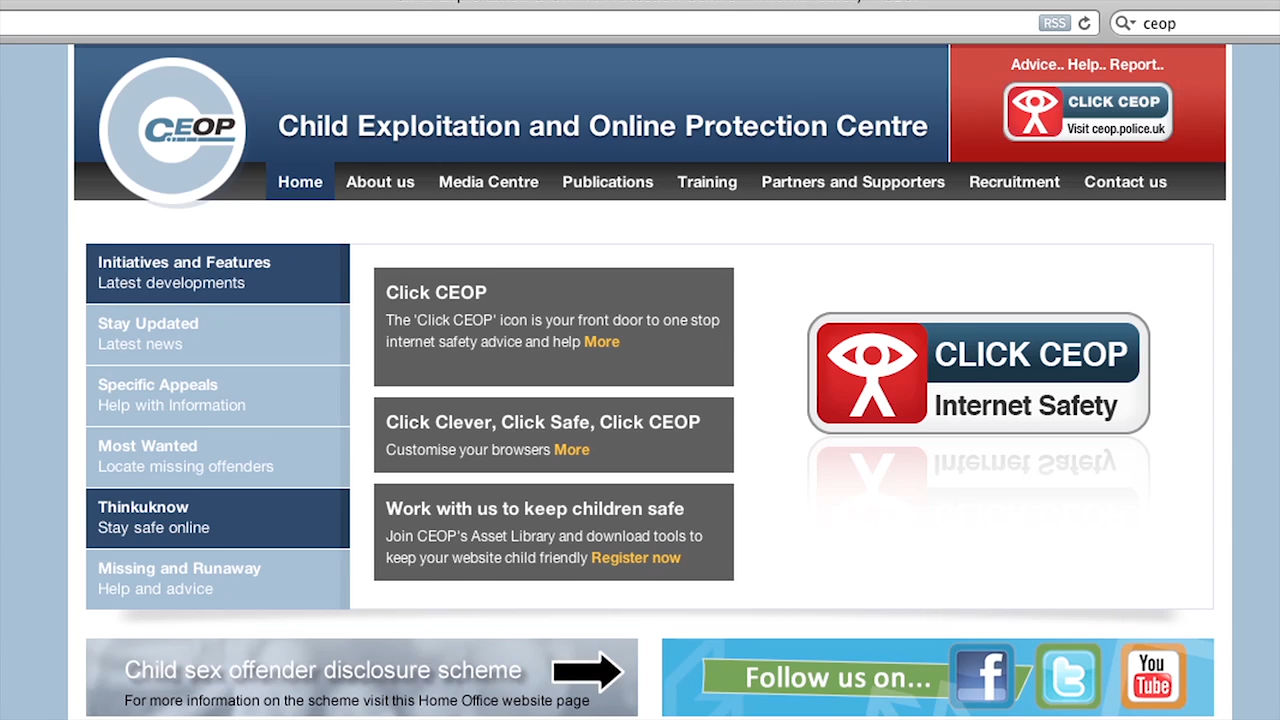 RSS
ceop
CEOP
Child Exploitation and Online Protection Centre
Advice.. Help.. Report..
CLICK CEOP
Visit ceop.police.uk
Home About us Media Centre Publications Training Partners and Supporters Recruitment Contact us
Initiatives and Features
Latest developments
Stay Updated
Latest news
Specific Appeals
Help with Information
Most Wanted
Locate missing offenders
Thinkuknow
Stay safe online
Missing and Runaway
Help and advice
Click CEOP
The 'Click CEOP' icon is your front door to one stop
internet safety advice and help More
Click Clever, Click Safe, Click CEOP
Customise your browsers More
Work with us to keep children safe
Join CEOP's Asset Library and download tools to
keep your website child friendly Register now
CLICK CEOP
Internet Safety
Child sex offender disclosure scheme
For more information on the scheme visit this Home Office website page
Follow us on...
You
Tube